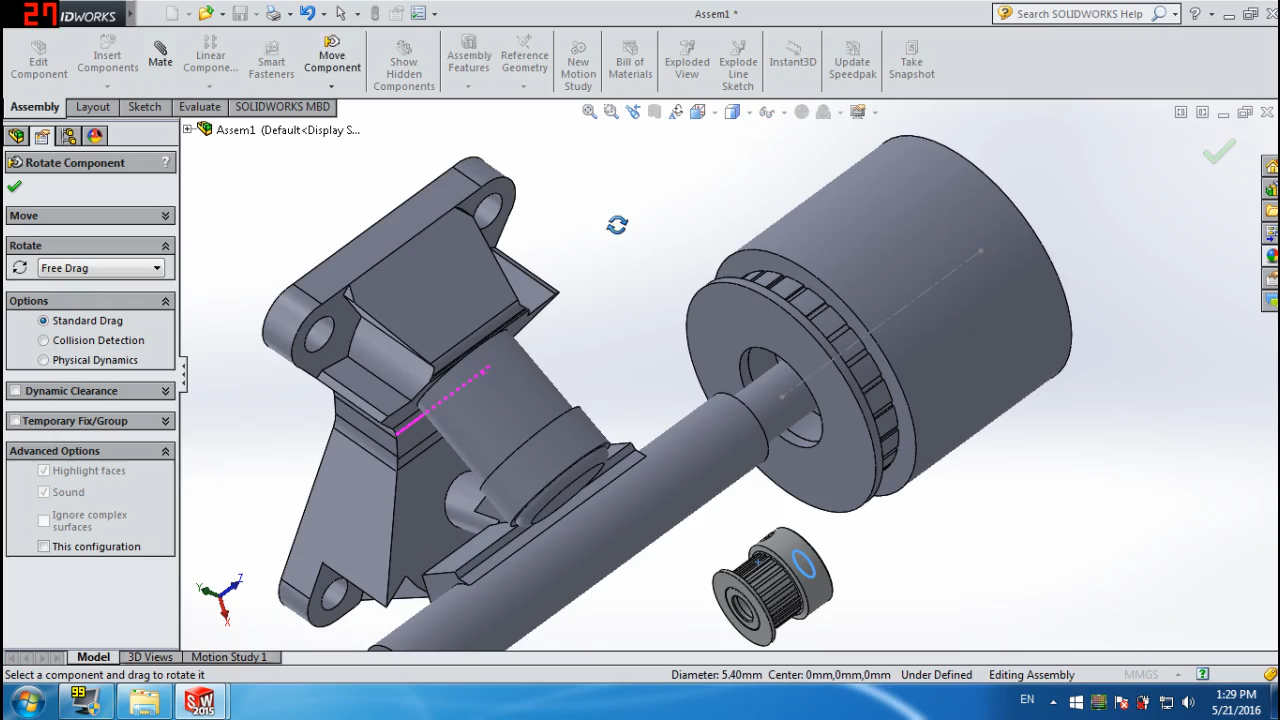 27
SOLIDWORKS
Assem1 *
Search SOLIDWORKS Help
Edit Component
Insert Components
Mate
Linear Compone...
Smart Fasteners
Move Component
Show Hidden Components
Assembly Features
Reference Geometry
New Motion Study
Bill of Materials
Exploded View
Explode Line Sketch
Instant3D
Update Speedpak
Take Snapshot
Assembly
Layout
Sketch
Evaluate
SOLIDWORKS MBD
Assem1 (Default<Display S...
Rotate Component
?
Move
Rotate
Free Drag
Options
Standard Drag
Collision Detection
Physical Dynamics
Dynamic Clearance
Temporary Fix/Group
Advanced Options
Highlight faces
Sound
Ignore complex
surfaces
This configuration
Y
Z
X
Model
3D Views
Motion Study 1
Select a component and drag to rotate it
Diameter: 5.40mm Center: 0mm,0mm,0mm
Under Defined
Editing Assembly
MMGS
?
99
SW
2015
EN
1:29 PM
5/21/2016